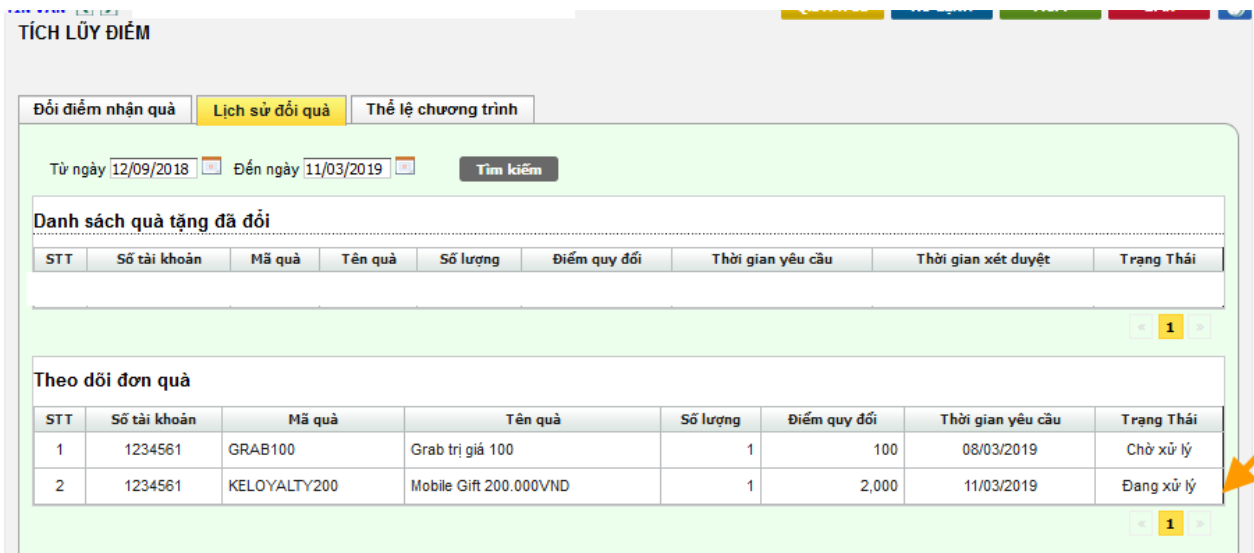 TÍCH LŨY ĐIỂM
Đổi điểm nhận quà Lịch sử đổi quà Thể lệ chương trình
Từ ngày 12/09/2018 Đến ngày 11/03/2019 Tìm kiếm
Danh sách quà tặng đã đổi
STT Số tài khoản Mã quà Tên quà Số lượng Điểm quy đổi Thời gian yêu cầu Thời gian xét duyệt Trạng Thái
« 1 »
Theo dõi đơn quà
STT Số tài khoản Mã quà Tên quà Số lượng Điểm quy đổi Thời gian yêu cầu Trạng Thái
1 1234561 GRAB100 Grab trị giá 100 1 100 08/03/2019 Chờ xử lý
2 1234561 KELOYALTY200 Mobile Gift 200.000VND 1 2,000 11/03/2019 Đang xử lý
« 1 »